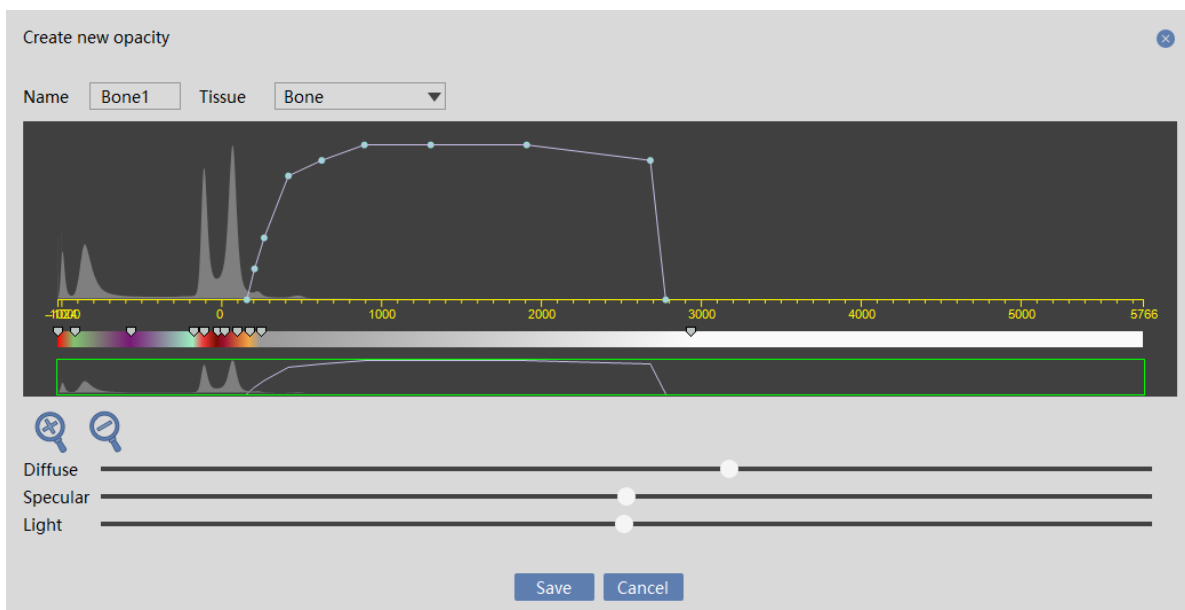 Create new opacity
Name Bone1 Tissue Bone
0 1000 2000 3000 4000 5000 5766
Diffuse
Specular
Light
Save Cancel